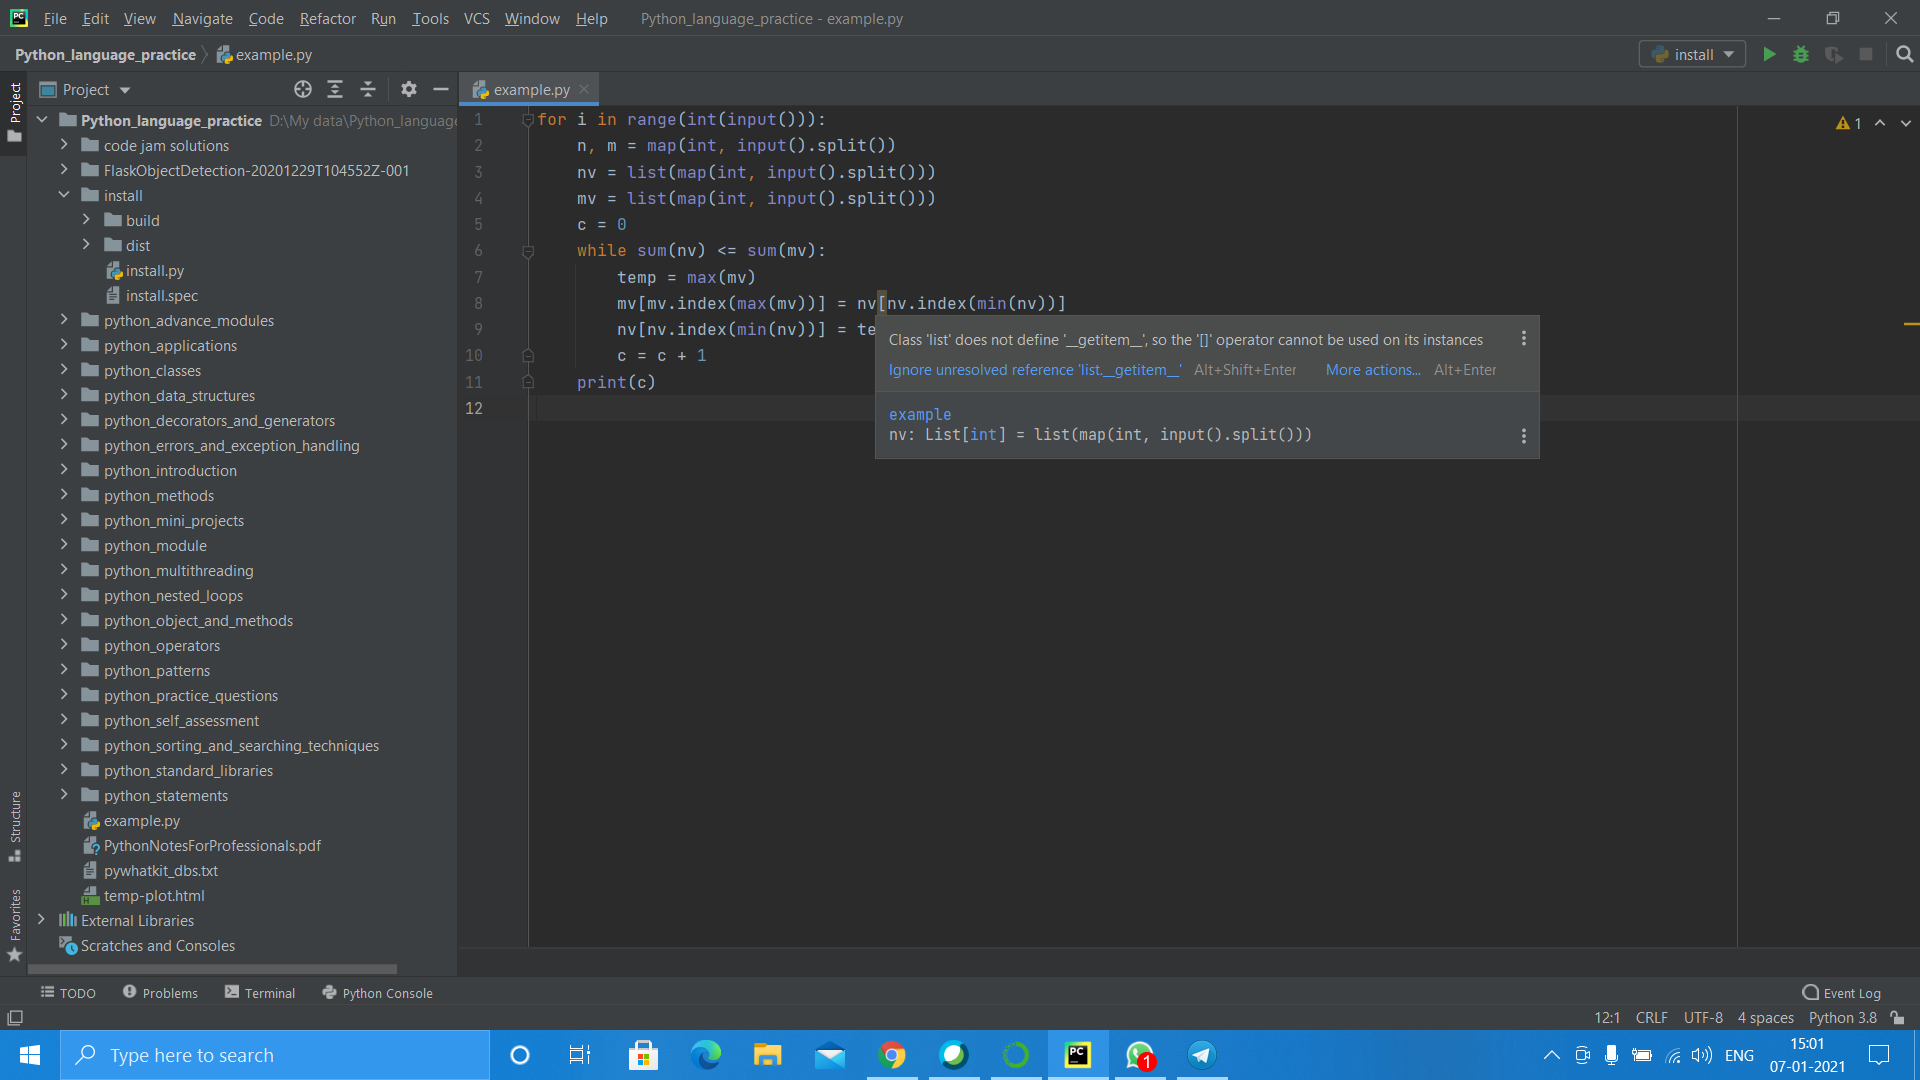 File Edit View Navigate Code Refactor Run Tools VCS Window Help Python_language_practice - example.py
Python_language_practice example.py install
Project
Project
example.py
Python_language_practice D:\My data\Python_language
code jam solutions
FlaskObjectDetection-20201229T104552Z-001
install
build
dist
install.py
install.spec
python_advance_modules
python_applications
python_classes
python_data_structures
python_decorators_and_generators
python_errors_and_exception_handling
python_introduction
python_methods
python_mini_projects
python_module
python_multithreading
python_nested_loops
python_object_and_methods
python_operators
python_patterns
python_practice_questions
python_self_assessment
python_sorting_and_searching_techniques
python_standard_libraries
python_statements
example.py
PythonNotesForProfessionals.pdf
pywhatkit_dbs.txt
temp-plot.html
External Libraries
Scratches and Consoles
Structure
Favorites
1 for i in range(int(input())):
2 n, m = map(int, input().split())
3 nv = list(map(int, input().split()))
4 mv = list(map(int, input().split()))
5 c = 0
6 while sum(nv) <= sum(mv):
7 temp = max(mv)
8 mv[mv.index(max(mv))] = nv[nv.index(min(nv))]
9 nv[nv.index(min(nv))] = te
10 c = c + 1
11 print(c)
12
1
Class 'list' does not define '__getitem__', so the '[]' operator cannot be used on its instances
Ignore unresolved reference 'list.__getitem__' Alt+Shift+Enter More actions... Alt+Enter
example
nv: List[int] = list(map(int, input().split()))
TODO Problems Terminal Python Console Event Log
12:1 CRLF UTF-8 4 spaces Python 3.8
Type here to search
PC
1
ENG
15:01
07-01-2021